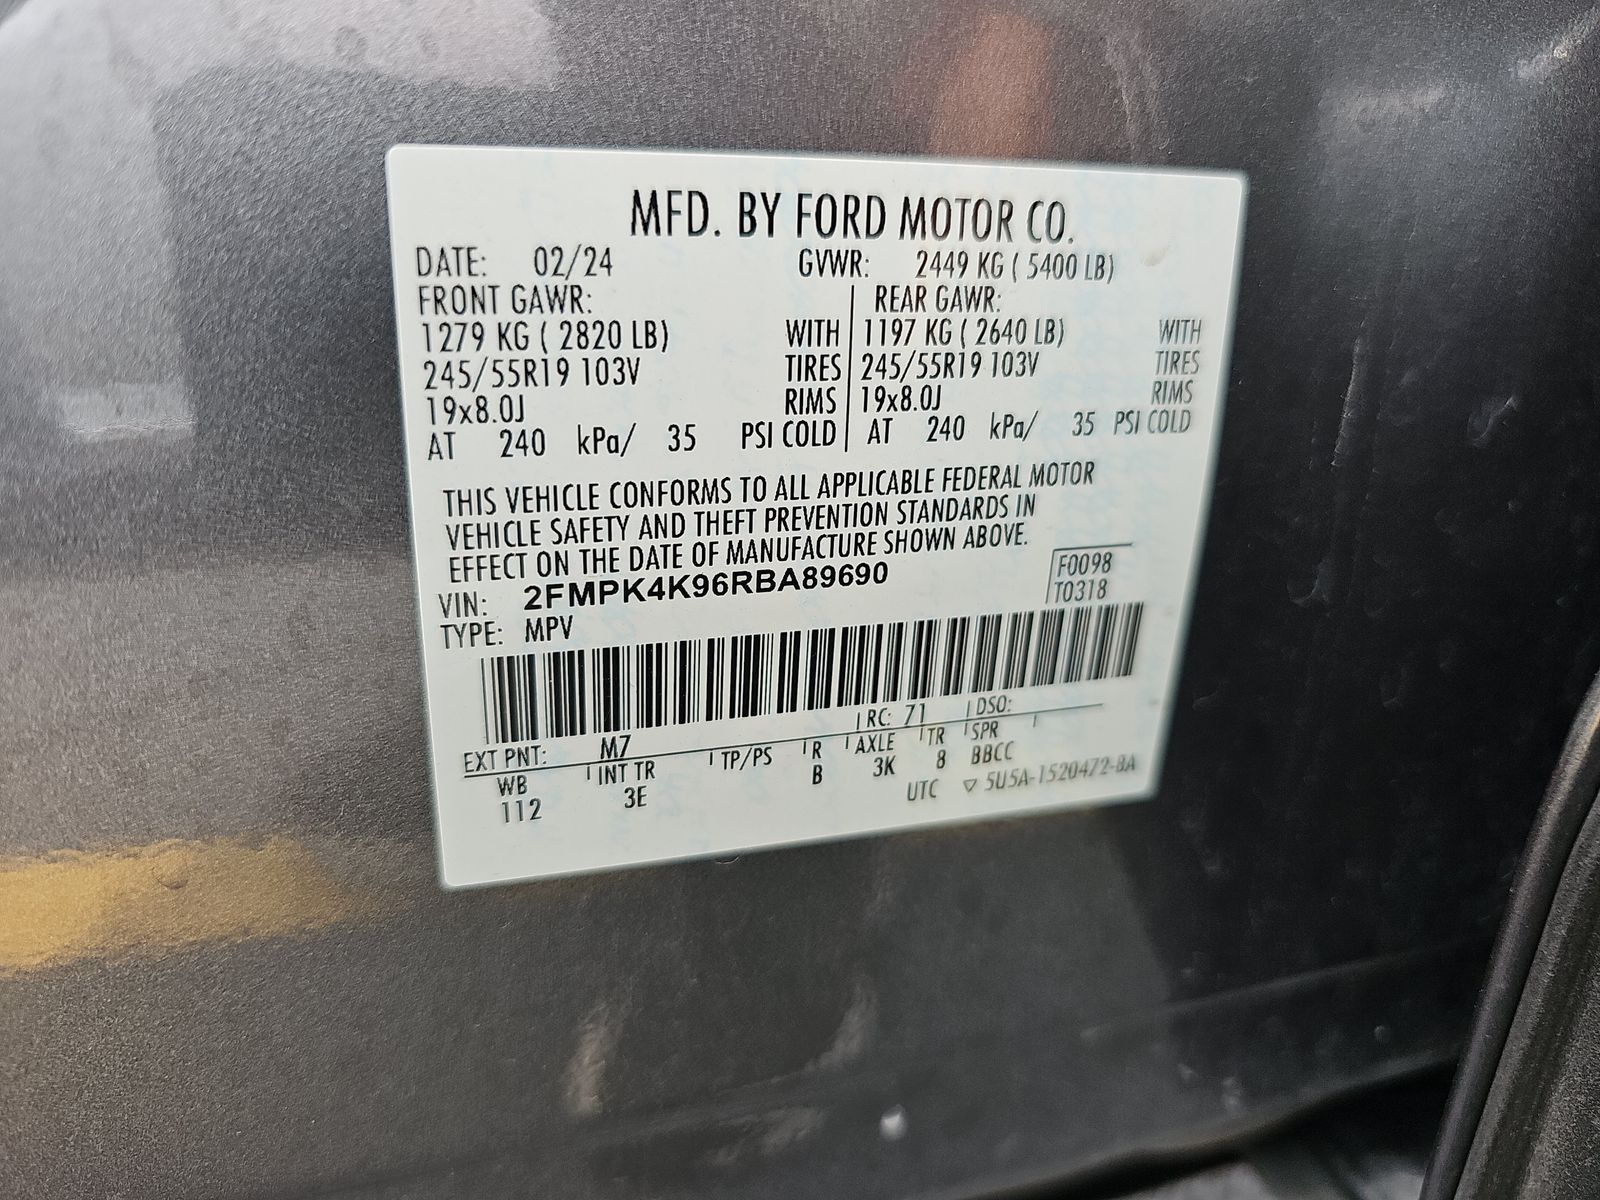 MFD. BY FORD MOTOR CO.
DATE: 02/24 GVWR: 2449 KG ( 5400 LB)
FRONT GAWR: REAR GAWR:
1279 KG ( 2820 LB) WITH 1197 KG ( 2640 LB) WITH
245/55R19 103V TIRES 245/55R19 103V TIRES
19x8.0J RIMS 19x8.0J RIMS
AT 240 kPa/ 35 PSI COLD AT 240 kPa/ 35 PSI COLD
THIS VEHICLE CONFORMS TO ALL APPLICABLE FEDERAL MOTOR
VEHICLE SAFETY AND THEFT PREVENTION STANDARDS IN
EFFECT ON THE DATE OF MANUFACTURE SHOWN ABOVE.
VIN: 2FMPK4K96RBA89690 F0098
TYPE: MPV T0318
EXT PNT: M7 RC: 71 DSO:
WB INT TR TP/PS R AXLE TR SPR
112 3E B 3K 8 BBCC
UTC ▽ 5U5A-1520472-BA